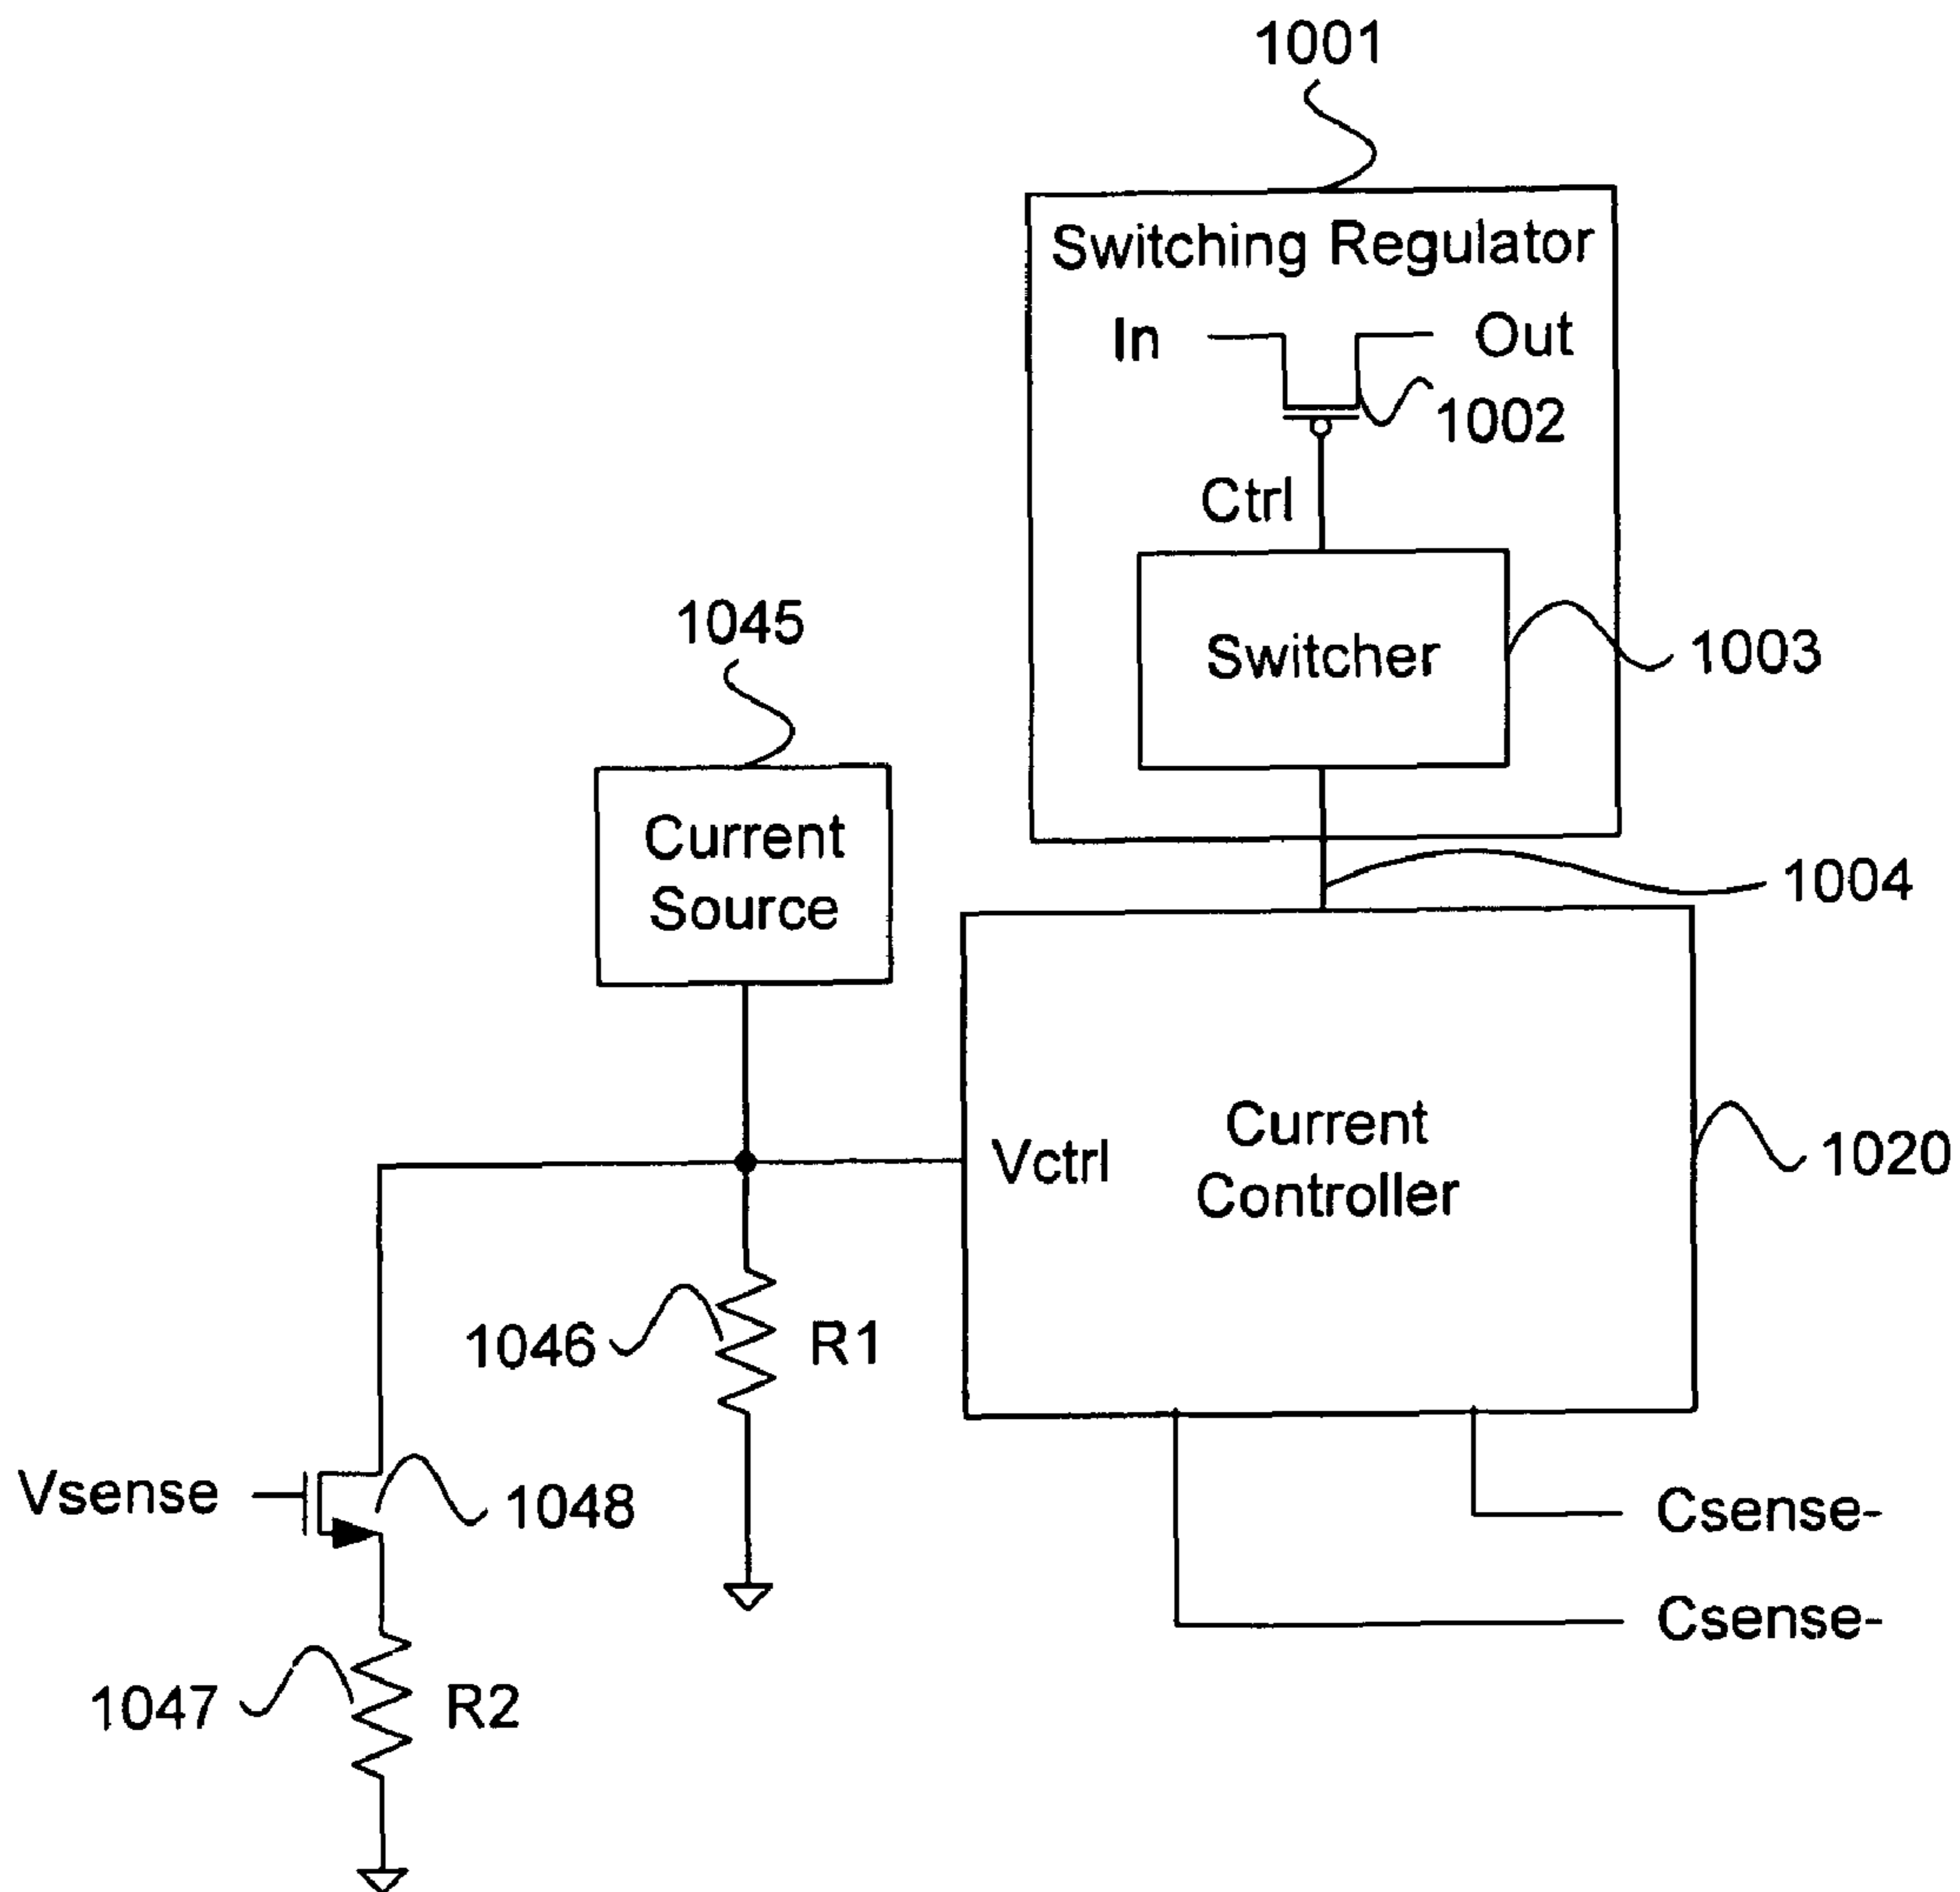 1001
Switching Regulator
In
Out
1002
Ctrl
Switcher
1003
1045
Current
Source
1004
Vctrl
Current
Controller
1020
1046
R1
Vsense
1048
Csense-
Csense-
1047
R2